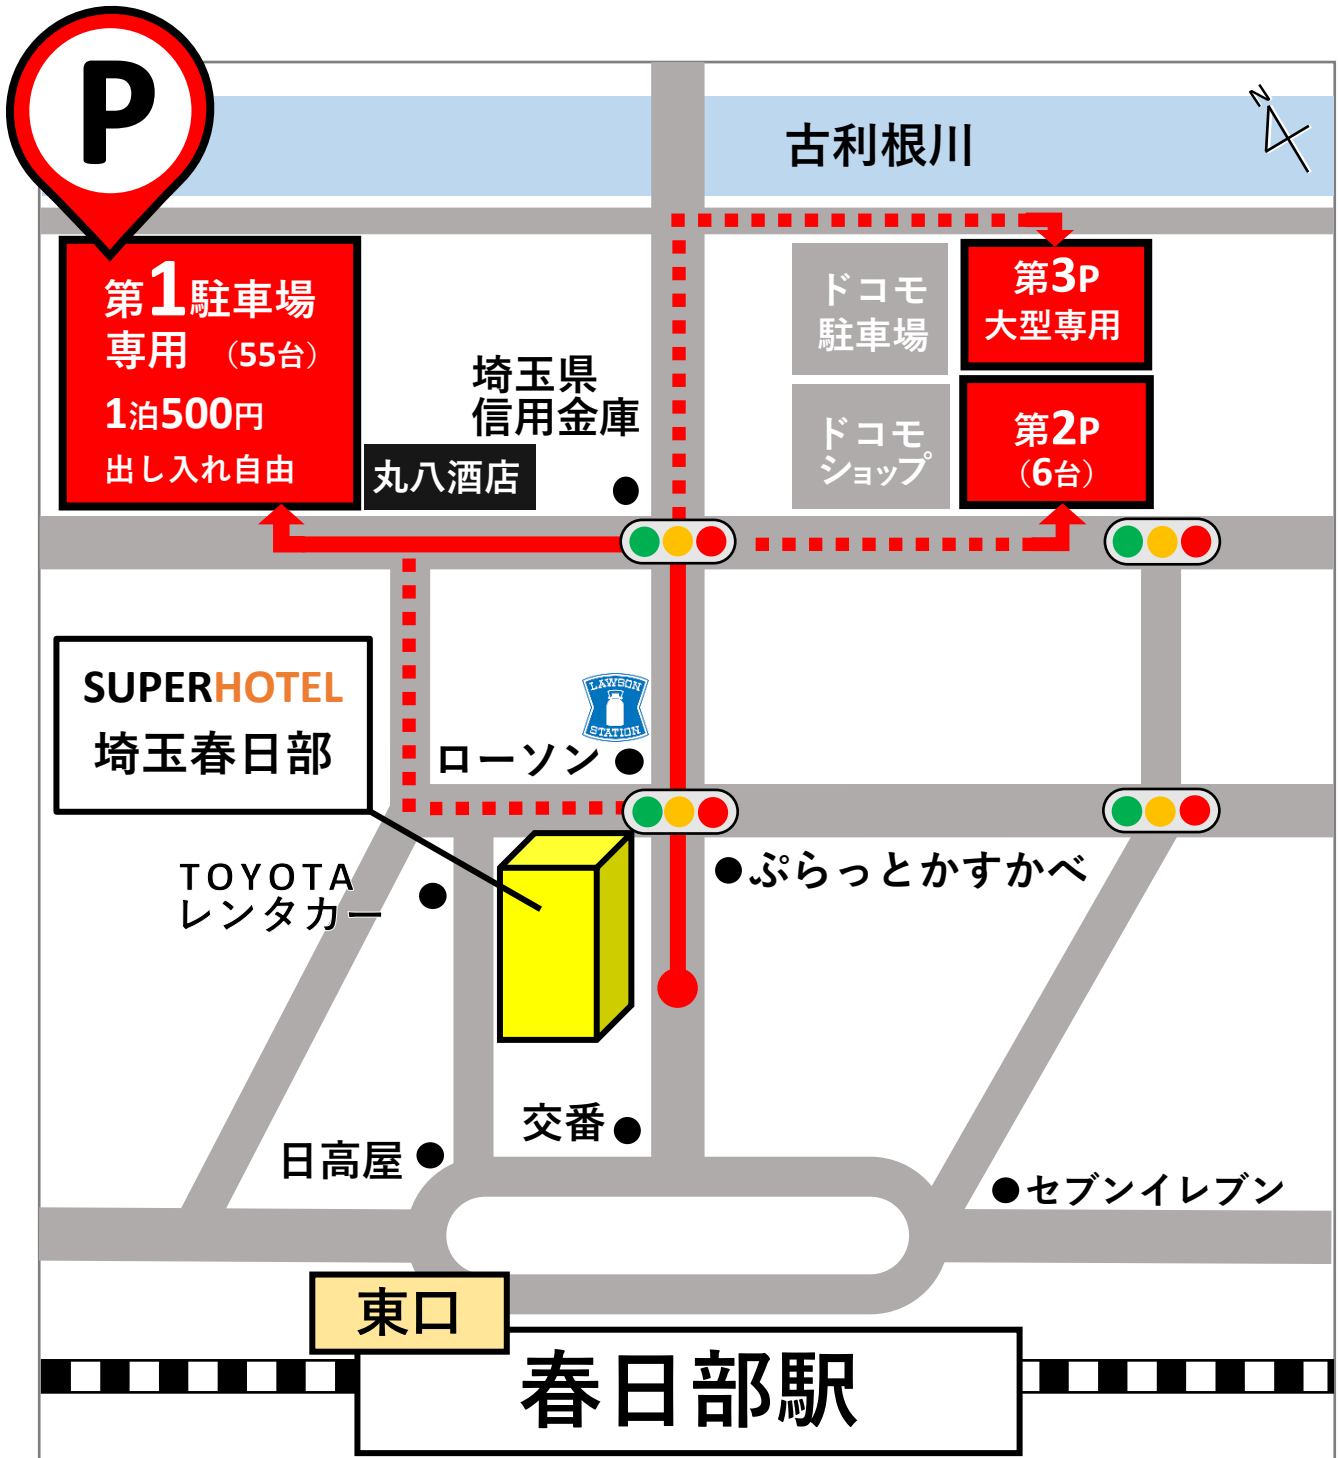 P
N
古利根川
第1駐車場
専用 （55台）
1泊500円
出し入れ自由
丸八酒店
埼玉県
信用金庫
ドコモ
駐車場
第3P
大型専用
ドコモ
ショップ
第2P
（6台）
SUPERHOTEL
埼玉春日部
LAWSON
STATION
ローソン
TOYOTA
レンタカー
ぷらっとかすかべ
交番
日高屋
セブンイレブン
東口
春日部駅